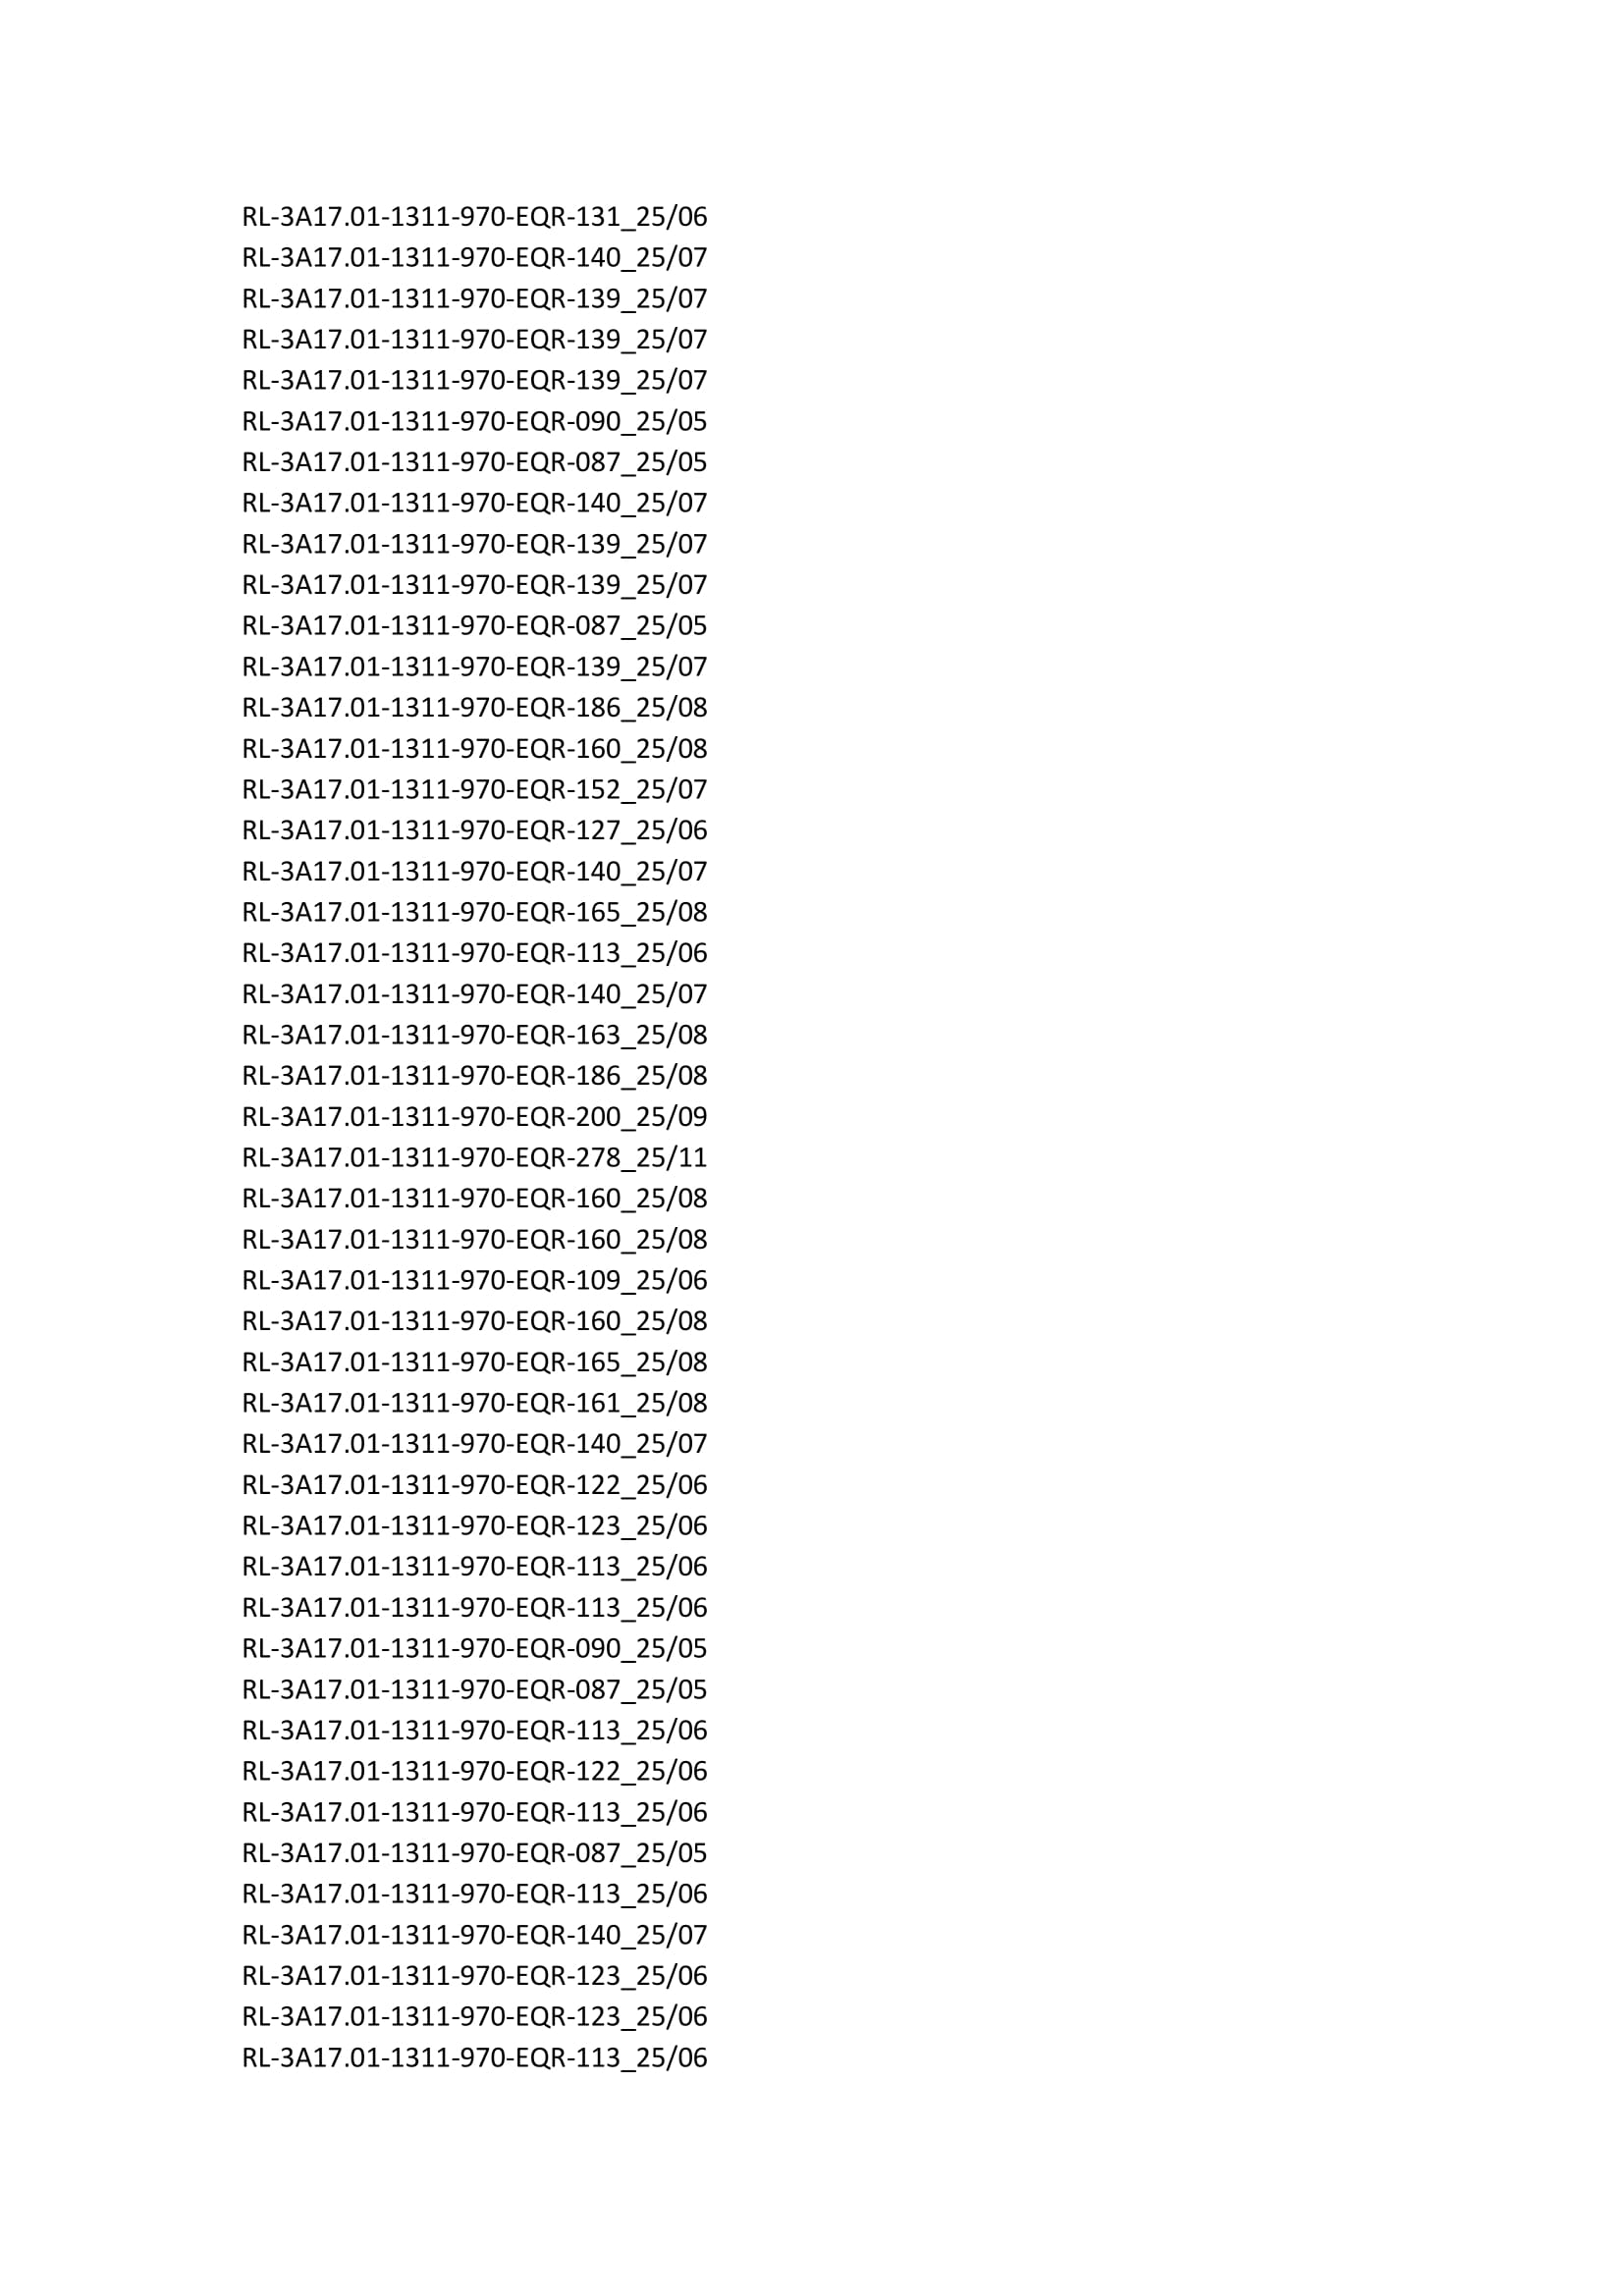 RL-3A17.01-1311-970-EQR-131_25/06
RL-3A17.01-1311-970-EQR-140_25/07
RL-3A17.01-1311-970-EQR-139_25/07
RL-3A17.01-1311-970-EQR-139_25/07
RL-3A17.01-1311-970-EQR-139_25/07
RL-3A17.01-1311-970-EQR-090_25/05
RL-3A17.01-1311-970-EQR-087_25/05
RL-3A17.01-1311-970-EQR-140_25/07
RL-3A17.01-1311-970-EQR-139_25/07
RL-3A17.01-1311-970-EQR-139_25/07
RL-3A17.01-1311-970-EQR-087_25/05
RL-3A17.01-1311-970-EQR-139_25/07
RL-3A17.01-1311-970-EQR-186_25/08
RL-3A17.01-1311-970-EQR-160_25/08
RL-3A17.01-1311-970-EQR-152_25/07
RL-3A17.01-1311-970-EQR-127_25/06
RL-3A17.01-1311-970-EQR-140_25/07
RL-3A17.01-1311-970-EQR-165_25/08
RL-3A17.01-1311-970-EQR-113_25/06
RL-3A17.01-1311-970-EQR-140_25/07
RL-3A17.01-1311-970-EQR-163_25/08
RL-3A17.01-1311-970-EQR-186_25/08
RL-3A17.01-1311-970-EQR-200_25/09
RL-3A17.01-1311-970-EQR-278_25/11
RL-3A17.01-1311-970-EQR-160_25/08
RL-3A17.01-1311-970-EQR-160_25/08
RL-3A17.01-1311-970-EQR-109_25/06
RL-3A17.01-1311-970-EQR-160_25/08
RL-3A17.01-1311-970-EQR-165_25/08
RL-3A17.01-1311-970-EQR-161_25/08
RL-3A17.01-1311-970-EQR-140_25/07
RL-3A17.01-1311-970-EQR-122_25/06
RL-3A17.01-1311-970-EQR-123_25/06
RL-3A17.01-1311-970-EQR-113_25/06
RL-3A17.01-1311-970-EQR-113_25/06
RL-3A17.01-1311-970-EQR-090_25/05
RL-3A17.01-1311-970-EQR-087_25/05
RL-3A17.01-1311-970-EQR-113_25/06
RL-3A17.01-1311-970-EQR-122_25/06
RL-3A17.01-1311-970-EQR-113_25/06
RL-3A17.01-1311-970-EQR-087_25/05
RL-3A17.01-1311-970-EQR-113_25/06
RL-3A17.01-1311-970-EQR-140_25/07
RL-3A17.01-1311-970-EQR-123_25/06
RL-3A17.01-1311-970-EQR-123_25/06
RL-3A17.01-1311-970-EQR-113_25/06